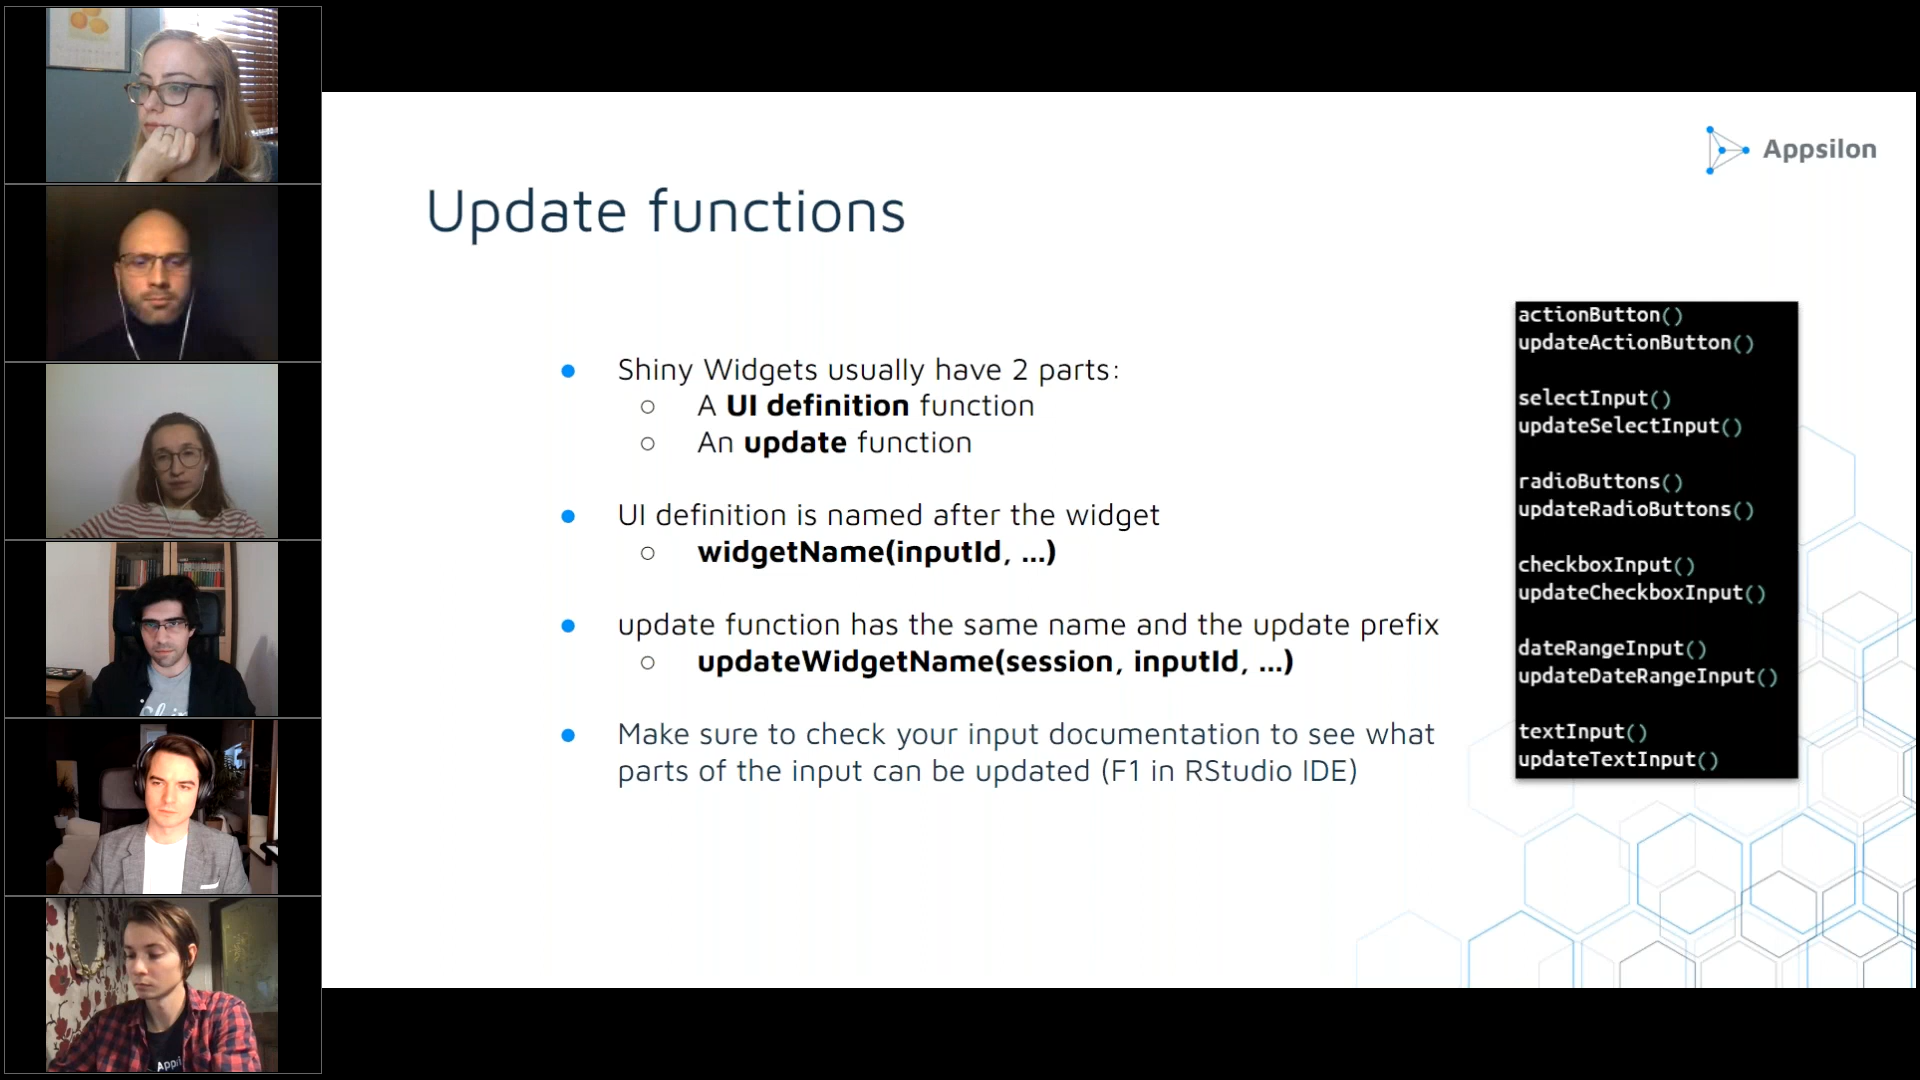 Appsilon
Update functions
● Shiny Widgets usually have 2 parts:
○ A UI definition function
○ An update function
● UI definition is named after the widget
○ widgetName(inputId, ...)
● update function has the same name and the update prefix
○ updateWidgetName(session, inputId, ...)
● Make sure to check your input documentation to see what
parts of the input can be updated (F1 in RStudio IDE)
actionButton()
updateActionButton()
selectInput()
updateSelectInput()
radioButtons()
updateRadioButtons()
checkboxInput()
updateCheckboxInput()
dateRangeInput()
updateDateRangeInput()
textInput()
updateTextInput()